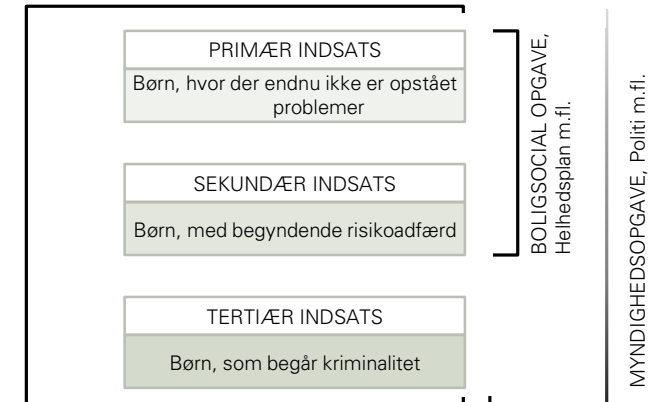 PRIMÆR INDSATS
Børn, hvor der endnu ikke er opstået
problemer
SEKUNDÆR INDSATS
Børn, med begyndende risikoadfærd
TERTIÆR INDSATS
Børn, som begår kriminalitet
BOLIGSOCIAL OPGAVE,
Helhedsplan m.fl.
MYNDIGHEDSOPGAVE, Politi m.fl.